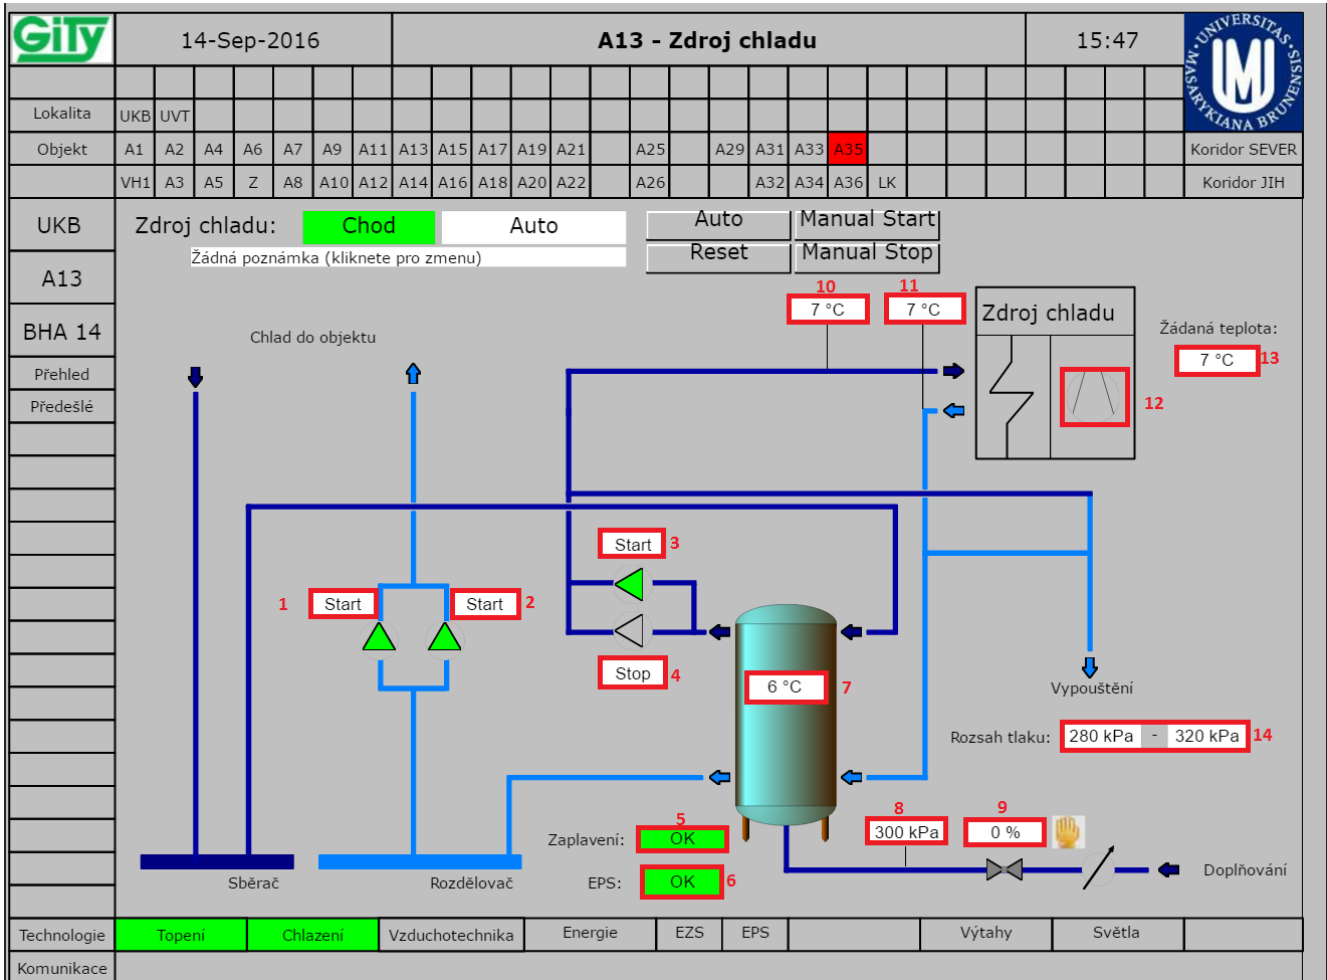 GiTy
14-Sep-2016
A13 - Zdroj chladu
15:47
UNIVERSITAS MASARYKIANA BRUNENSIS
Lokalita UKB UVT
Objekt A1 A2 A4 A6 A7 A9 A11 A13 A15 A17 A19 A21 A25 A29 A31 A33 A35 Koridor SEVER
VH1 A3 A5 Z A8 A10 A12 A14 A16 A18 A20 A22 A26 A32 A34 A36 LK Koridor JIH
UKB
A13
BHA 14
Přehled
Předešlé
Zdroj chladu: Chod Auto
Žádná poznámka (kliknete pro zmenu)
Auto Manual Start
Reset Manual Stop
10 11
7 °C 7 °C
Zdroj chladu
Žádaná teplota:
7 °C 13
12
Chlad do objektu
Start 3
1 Start Start 2
Stop 4
6 °C 7
Vypouštění
Rozsah tlaku: 280 kPa - 320 kPa 14
5 8 9
Zaplavení: OK 300 kPa 0 %
EPS: OK 6
Doplňování
Sběrač Rozdělovač
Technologie Topení Chlazení Vzduchotechnika Energie EZS EPS Výtahy Světla
Komunikace